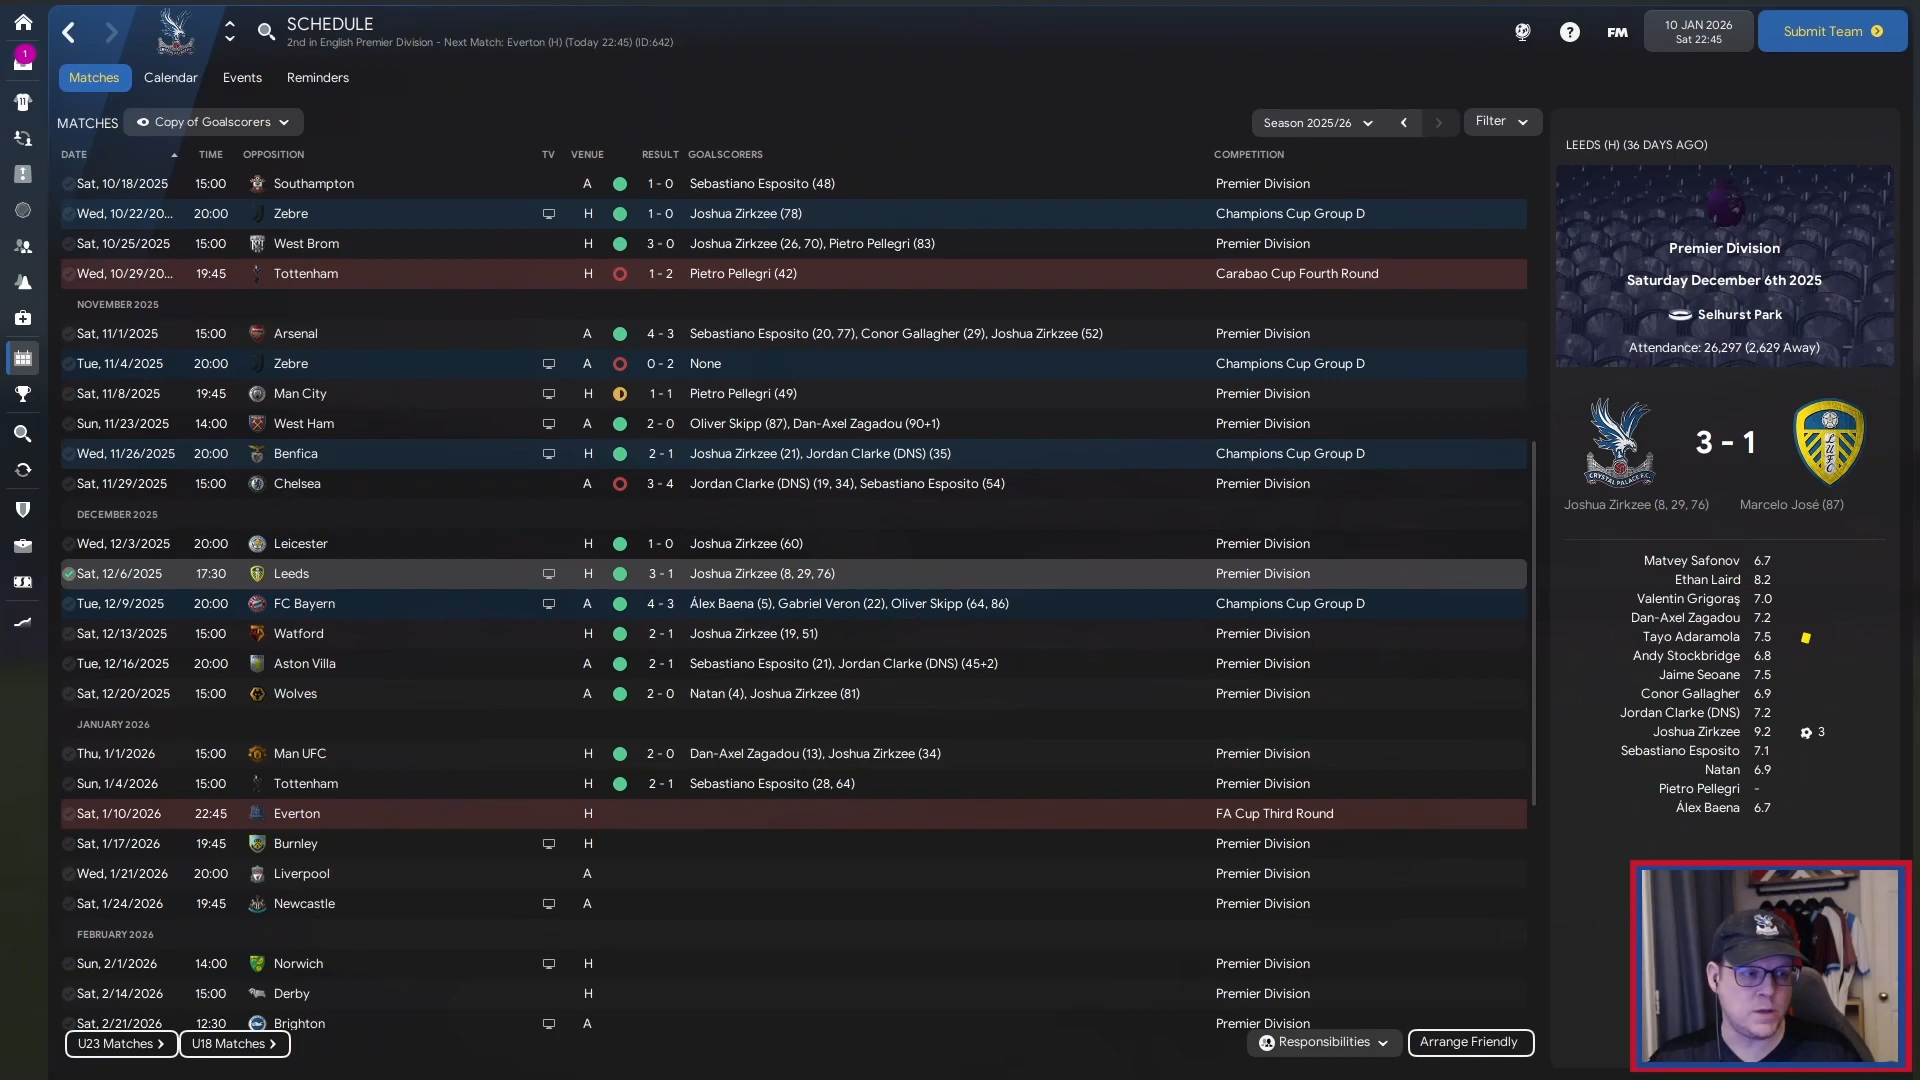 SCHEDULE
2nd in English Premier Division - Next Match: Everton (H) (Today 22:45) (ID:642)
1
FM
10 JAN 2026
Sat 22:45
Submit Team
Matches Calendar Events Reminders
MATCHES Copy of Goalscorers Season 2025/26 Filter
DATE TIME OPPOSITION TV VENUE RESULT GOALSCORERS COMPETITION
Sat, 10/18/2025 15:00 Southampton A 1 - 0 Sebastiano Esposito (48) Premier Division
Wed, 10/22/20... 20:00 Zebre H 1 - 0 Joshua Zirkzee (78) Champions Cup Group D
Sat, 10/25/2025 15:00 West Brom H 3 - 0 Joshua Zirkzee (26, 70), Pietro Pellegri (83) Premier Division
Wed, 10/29/20... 19:45 Tottenham H 1 - 2 Pietro Pellegri (42) Carabao Cup Fourth Round
NOVEMBER 2025
Sat, 11/1/2025 15:00 Arsenal A 4 - 3 Sebastiano Esposito (20, 77), Conor Gallagher (29), Joshua Zirkzee (52) Premier Division
Tue, 11/4/2025 20:00 Zebre A 0 - 2 None Champions Cup Group D
Sat, 11/8/2025 19:45 Man City H 1 - 1 Pietro Pellegri (49) Premier Division
Sun, 11/23/2025 14:00 West Ham A 2 - 0 Oliver Skipp (87), Dan-Axel Zagadou (90+1) Premier Division
Wed, 11/26/2025 20:00 Benfica H 2 - 1 Joshua Zirkzee (21), Jordan Clarke (DNS) (35) Champions Cup Group D
Sat, 11/29/2025 15:00 Chelsea A 3 - 4 Jordan Clarke (DNS) (19, 34), Sebastiano Esposito (54) Premier Division
DECEMBER 2025
Wed, 12/3/2025 20:00 Leicester H 1 - 0 Joshua Zirkzee (60) Premier Division
Sat, 12/6/2025 17:30 Leeds H 3 - 1 Joshua Zirkzee (8, 29, 76) Premier Division
Tue, 12/9/2025 20:00 FC Bayern A 4 - 3 Álex Baena (5), Gabriel Veron (22), Oliver Skipp (64, 86) Champions Cup Group D
Sat, 12/13/2025 15:00 Watford H 2 - 1 Joshua Zirkzee (19, 51) Premier Division
Tue, 12/16/2025 20:00 Aston Villa A 2 - 1 Sebastiano Esposito (21), Jordan Clarke (DNS) (45+2) Premier Division
Sat, 12/20/2025 15:00 Wolves A 2 - 0 Natan (4), Joshua Zirkzee (81) Premier Division
JANUARY 2026
Thu, 1/1/2026 15:00 Man UFC H 2 - 0 Dan-Axel Zagadou (13), Joshua Zirkzee (34) Premier Division
Sun, 1/4/2026 15:00 Tottenham H 2 - 1 Sebastiano Esposito (28, 64) Premier Division
Sat, 1/10/2026 22:45 Everton H FA Cup Third Round
Sat, 1/17/2026 19:45 Burnley H Premier Division
Wed, 1/21/2026 20:00 Liverpool A Premier Division
Sat, 1/24/2026 19:45 Newcastle A Premier Division
FEBRUARY 2026
Sun, 2/1/2026 14:00 Norwich H Premier Division
Sat, 2/14/2026 15:00 Derby H Premier Division
Sat, 2/21/2026 12:30 Brighton A Premier Division
U23 Matches U18 Matches Responsibilities Arrange Friendly
LEEDS (H) (36 DAYS AGO)
Premier Division
Saturday December 6th 2025
Selhurst Park
Attendance: 26,297 (2,629 Away)
CRYSTAL PALACE F.C.
3 - 1
LUFC
Joshua Zirkzee (8, 29, 76) Marcelo José (87)
Matvey Safonov 6.7
Ethan Laird 8.2
Valentin Grigoraş 7.0
Dan-Axel Zagadou 7.2
Tayo Adaramola 7.5
Andy Stockbridge 6.8
Jaime Seoane 7.5
Conor Gallagher 6.9
Jordan Clarke (DNS) 7.2
Joshua Zirkzee 9.2 3
Sebastiano Esposito 7.1
Natan 6.9
Pietro Pellegri -
Álex Baena 6.7